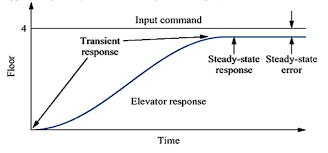 Input command
4
Transient
response
Steady-state
response
Steady-state
error
Floor
Elevator response
Time